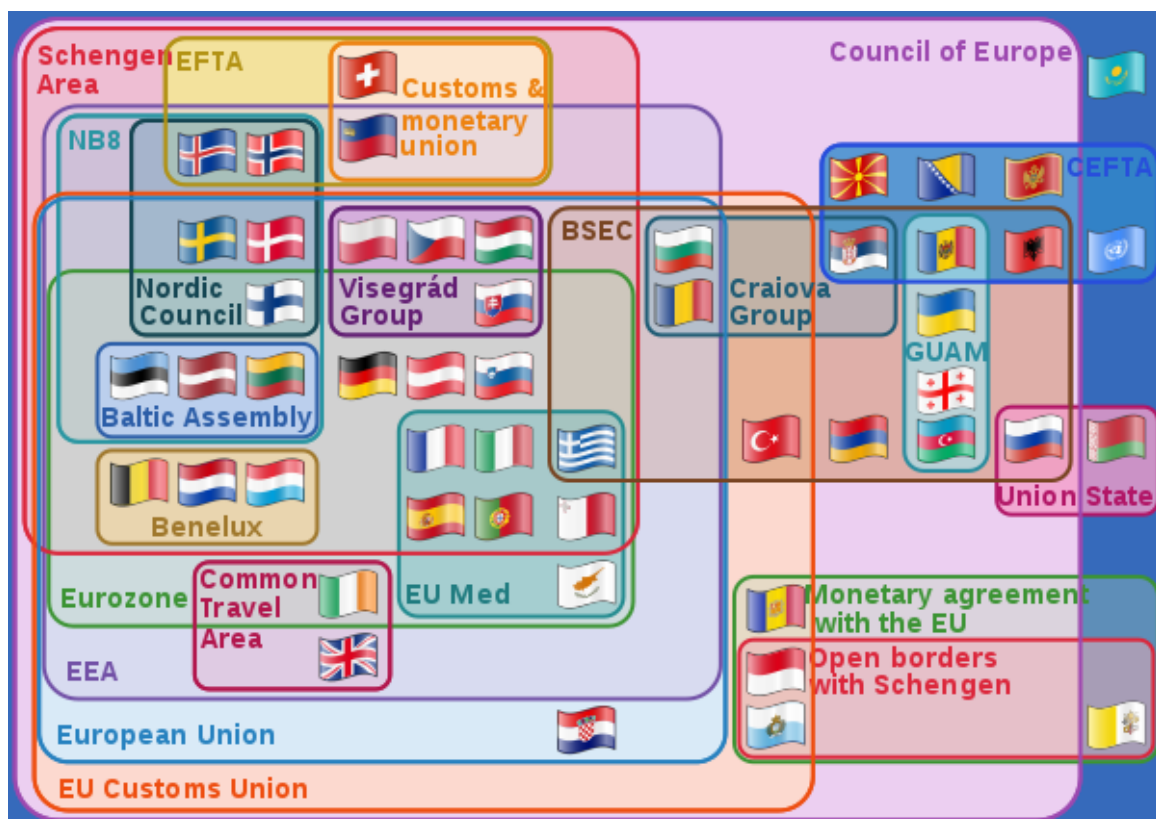 Schengen
Area
EFTA
Customs &
monetary
union
Council of Europe
NB8
CEFTA
BSEC
Nordic
Council
Visegrád
Group
Craiova
Group
GUAM
Baltic Assembly
Union State
Benelux
Eurozone
Common
Travel
Area
EU Med
Monetary agreement
with the EU
Open borders
with Schengen
EEA
European Union
EU Customs Union